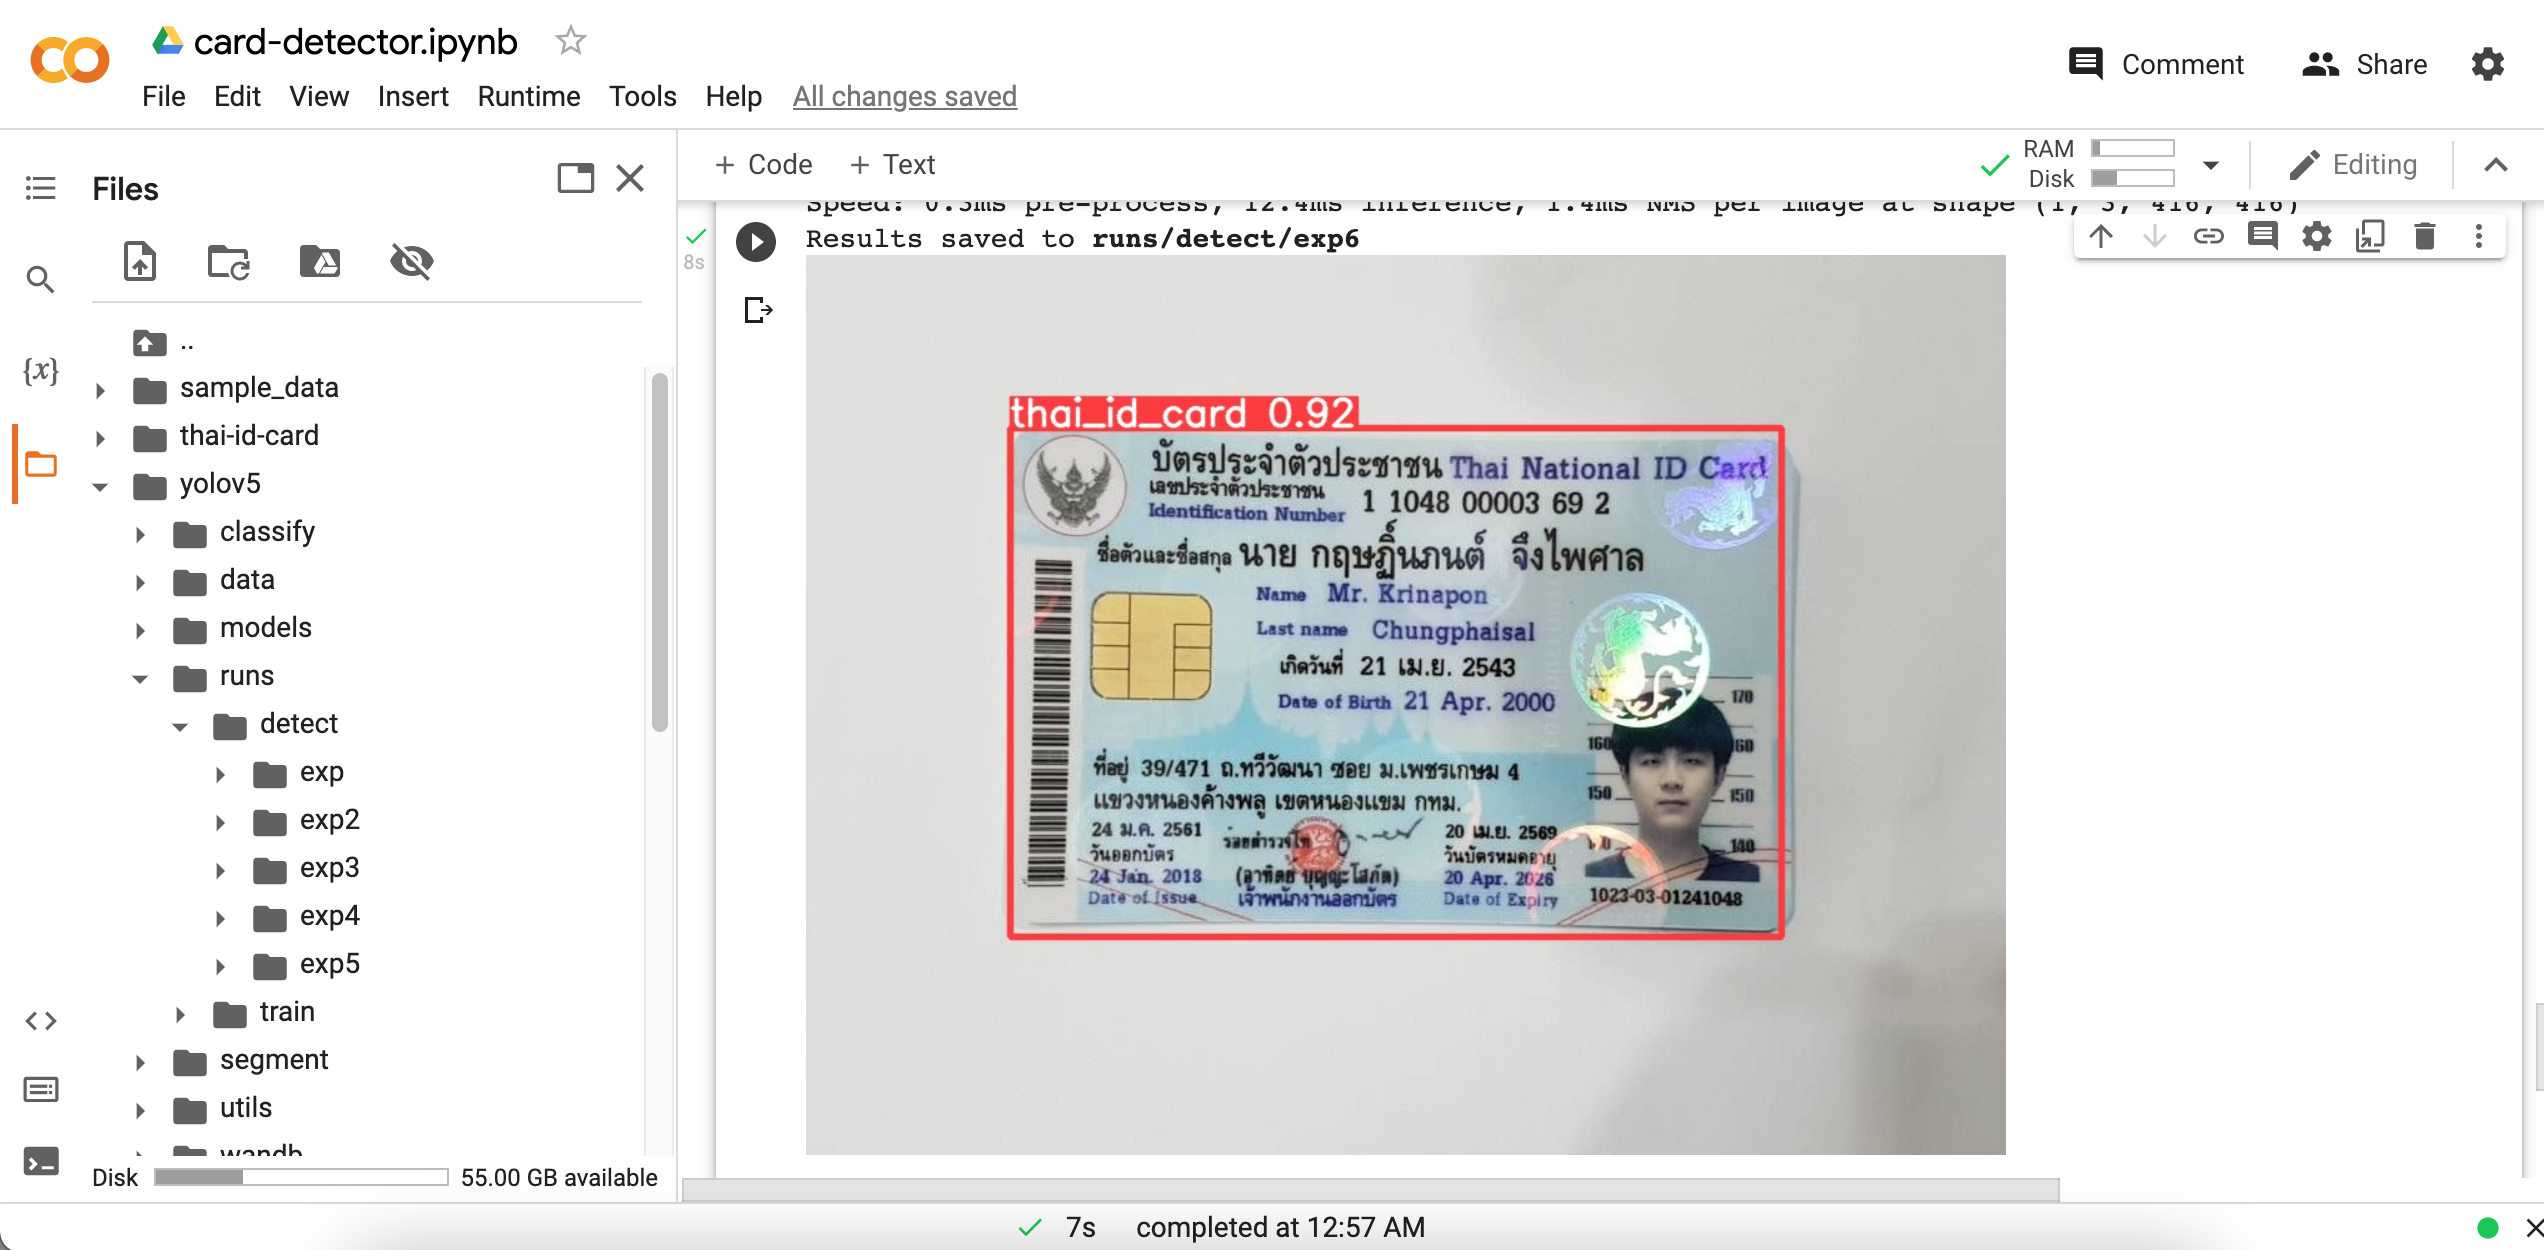 card-detector.ipynb
File Edit View Insert Runtime Tools Help All changes saved
Comment Share
Files
+ Code + Text
RAM
Disk
Editing
..
sample_data
thai-id-card
yolov5
classify
data
models
runs
detect
exp
exp2
exp3
exp4
exp5
train
segment
utils
wandb
Disk 55.00 GB available
{x}
Speed: 0.3ms pre-process, 12.4ms inference, 1.4ms NMS per image at shape (1, 3, 416, 416)
Results saved to runs/detect/exp6
8s
thai_id_card 0.92
บัตรประจำตัวประชาชน Thai National ID Card
เลขประจำตัวประชาชน
Identification Number 1 1048 00003 69 2
ชื่อตัวและชื่อสกุล นาย กฤษฏิ์นภนต์ จึงไพศาล
Name Mr. Krinapon
Last name Chungphaisal
เกิดวันที่ 21 เม.ย. 2543
Date of Birth 21 Apr. 2000
ที่อยู่ 39/471 ถ.ทวีวัฒนา ซอย ม.เพชรเกษม 4
แขวงหนองค้างพลู เขตหนองแขม กทม.
24 ม.ค. 2561
วันออกบัตร
24 Jan. 2018
Date of Issue
เจ้าพนักงานออกบัตร
20 เม.ย. 2569
วันบัตรหมดอายุ
20 Apr. 2026
Date of Expiry
170
160 160
150 150
140
1023-03-01241048
7s completed at 12:57 AM